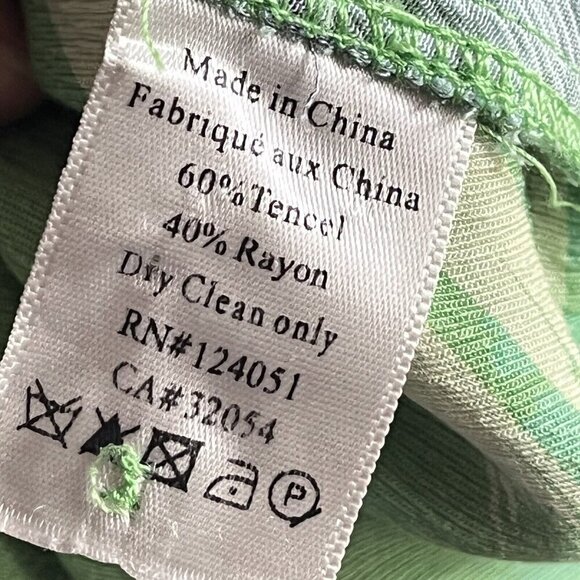 Made in China
Fabriqué aux China
60%Tencel
40% Rayon
Dry Clean only
RN#124051
CA#32054
P